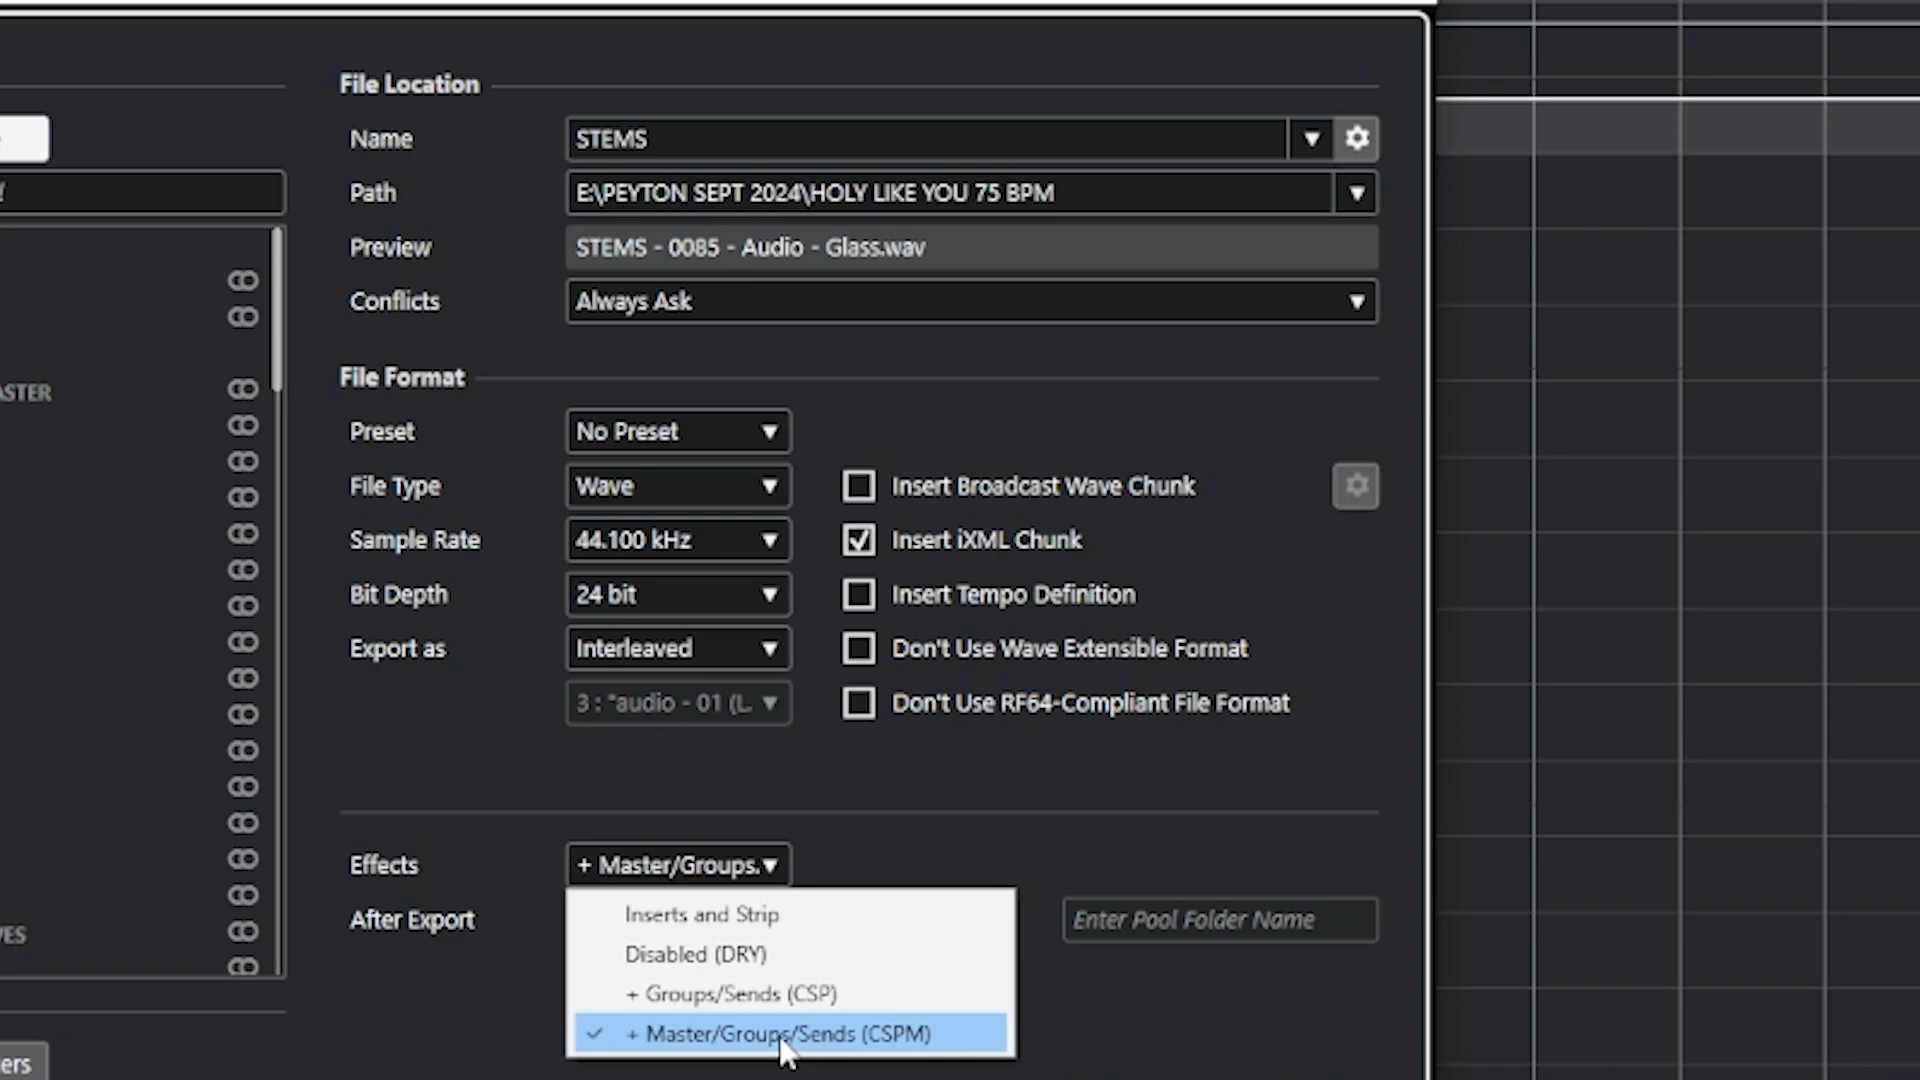 File Location
Name STEMS
Path E:\PEYTON SEPT 2024\HOLY LIKE YOU 75 BPM
Preview STEMS - 0085 - Audio - Glass.wav
Conflicts Always Ask
ASTER
File Format
Preset No Preset
File Type Wave Insert Broadcast Wave Chunk
Sample Rate 44.100 kHz Insert iXML Chunk
Bit Depth 24 bit Insert Tempo Definition
Export as Interleaved Don't Use Wave Extensible Format
3 : "audio - 01 (L. Don't Use RF64-Compliant File Format
Effects + Master/Groups.
After Export Enter Pool Folder Name
VES
Inserts and Strip
Disabled (DRY)
+ Groups/Sends (CSP)
+ Master/Groups/Sends (CSPM)
ers